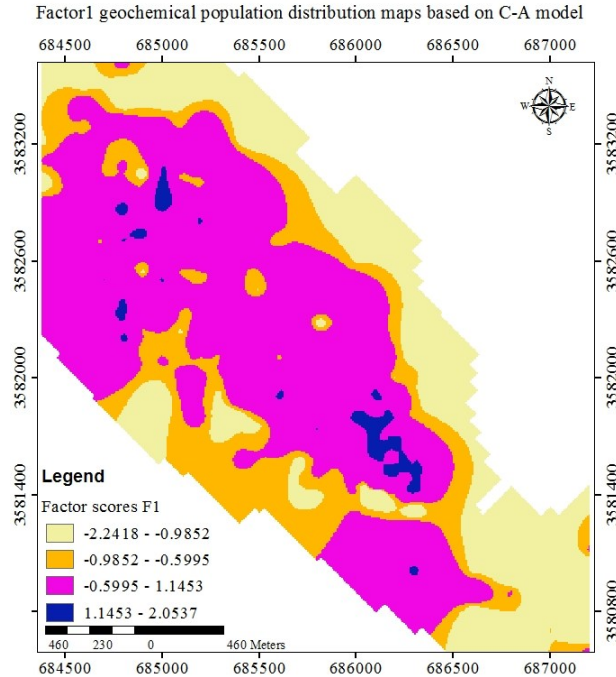 Factor1 geochemical population distribution maps based on C-A model
684500 685000 685500 686000 686500 687000
N
W E
S
3583200 3583200
3582600 3582600
3582000 3582000
3581400 3581400
3580800 3580800
Legend
Factor scores F1
-2.2418 - -0.9852
-0.9852 - -0.5995
-0.5995 - 1.1453
1.1453 - 2.0537
460 230 0 460 Meters
684500 685000 685500 686000 686500 687000